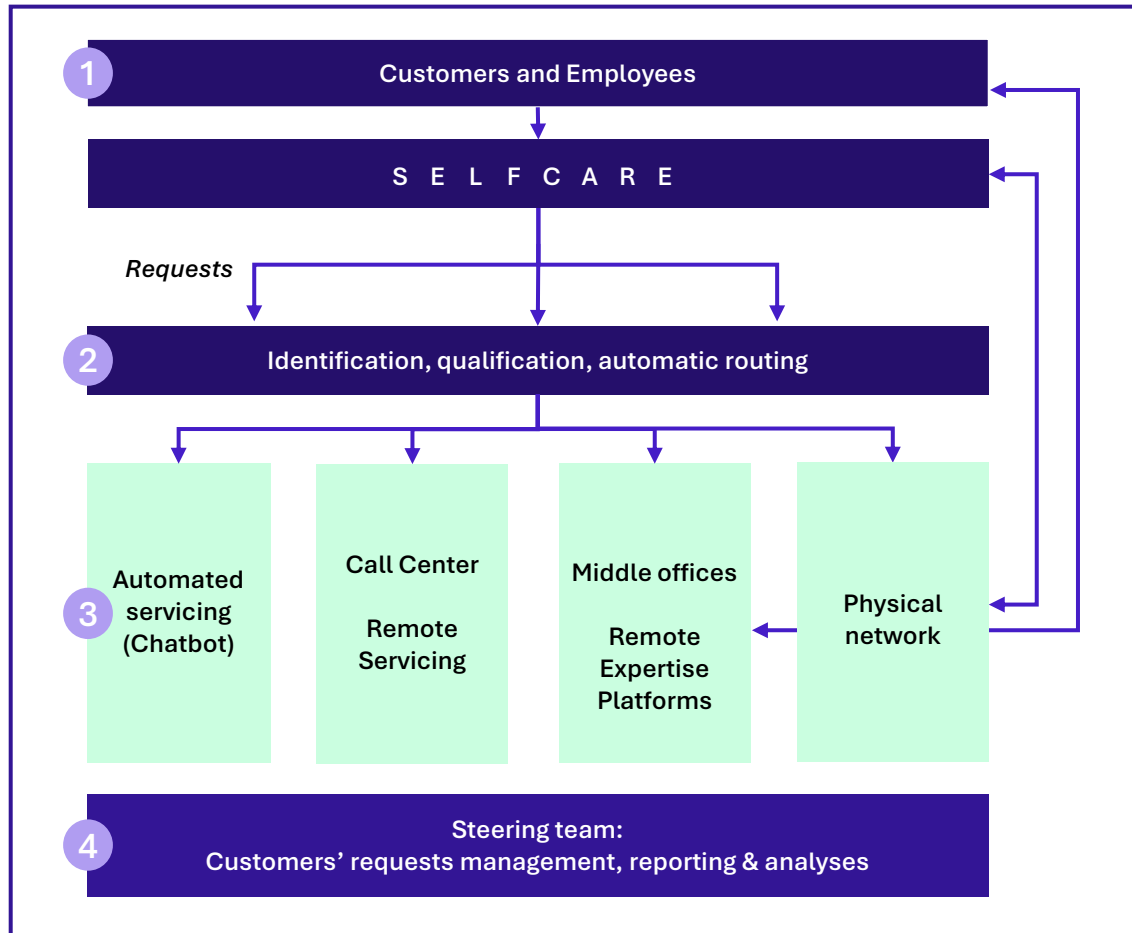 1
Customers and Employees
S E L F C A R E
Requests
2
Identification, qualification, automatic routing
3
Automated
servicing
(Chatbot)
Call Center
Remote
Servicing
Middle offices
Remote
Expertise
Platforms
Physical
network
4
Steering team:
Customers’ requests management, reporting & analyses